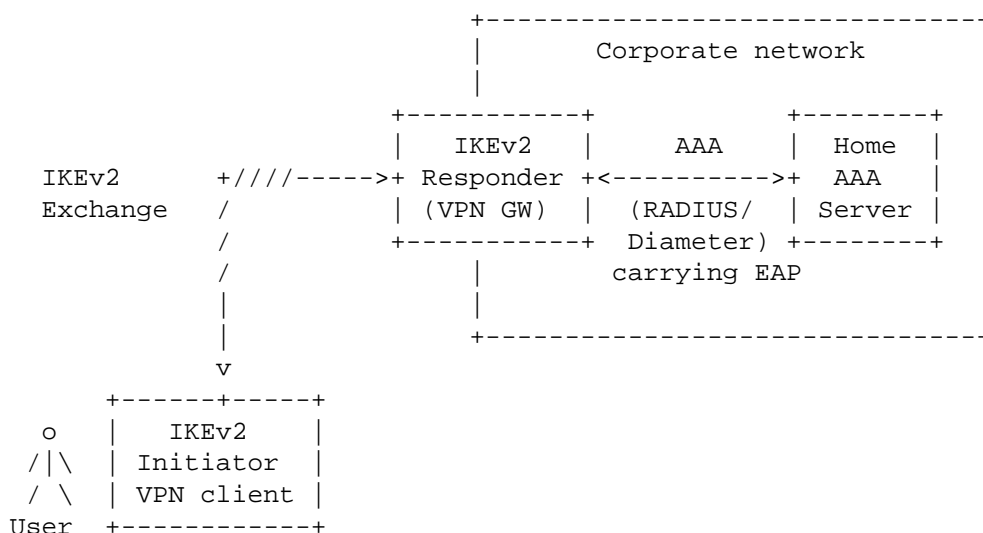 Corporate network
IKEv2 AAA Home
IKEv2 Responder AAA
Exchange (VPN GW) (RADIUS/ Server
Diameter)
carrying EAP
IKEv2
o Initiator
VPN client
User